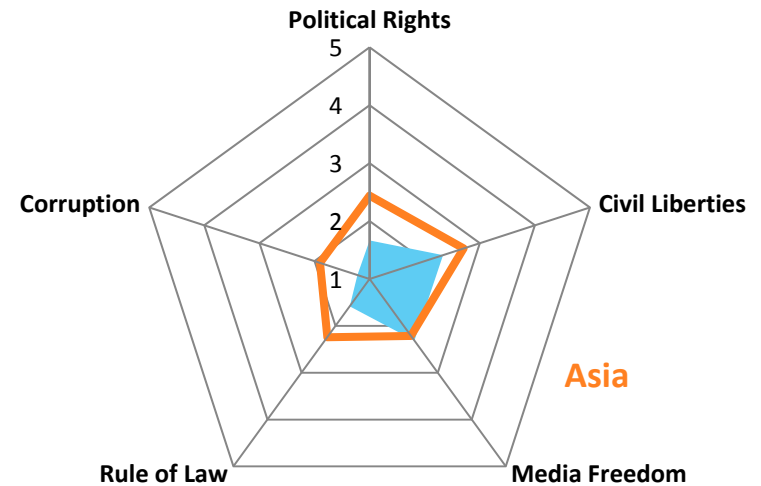 Political Rights
5
4
3
Corruption
Civil Liberties
2
1
Asia
Rule of Law
Media Freedom